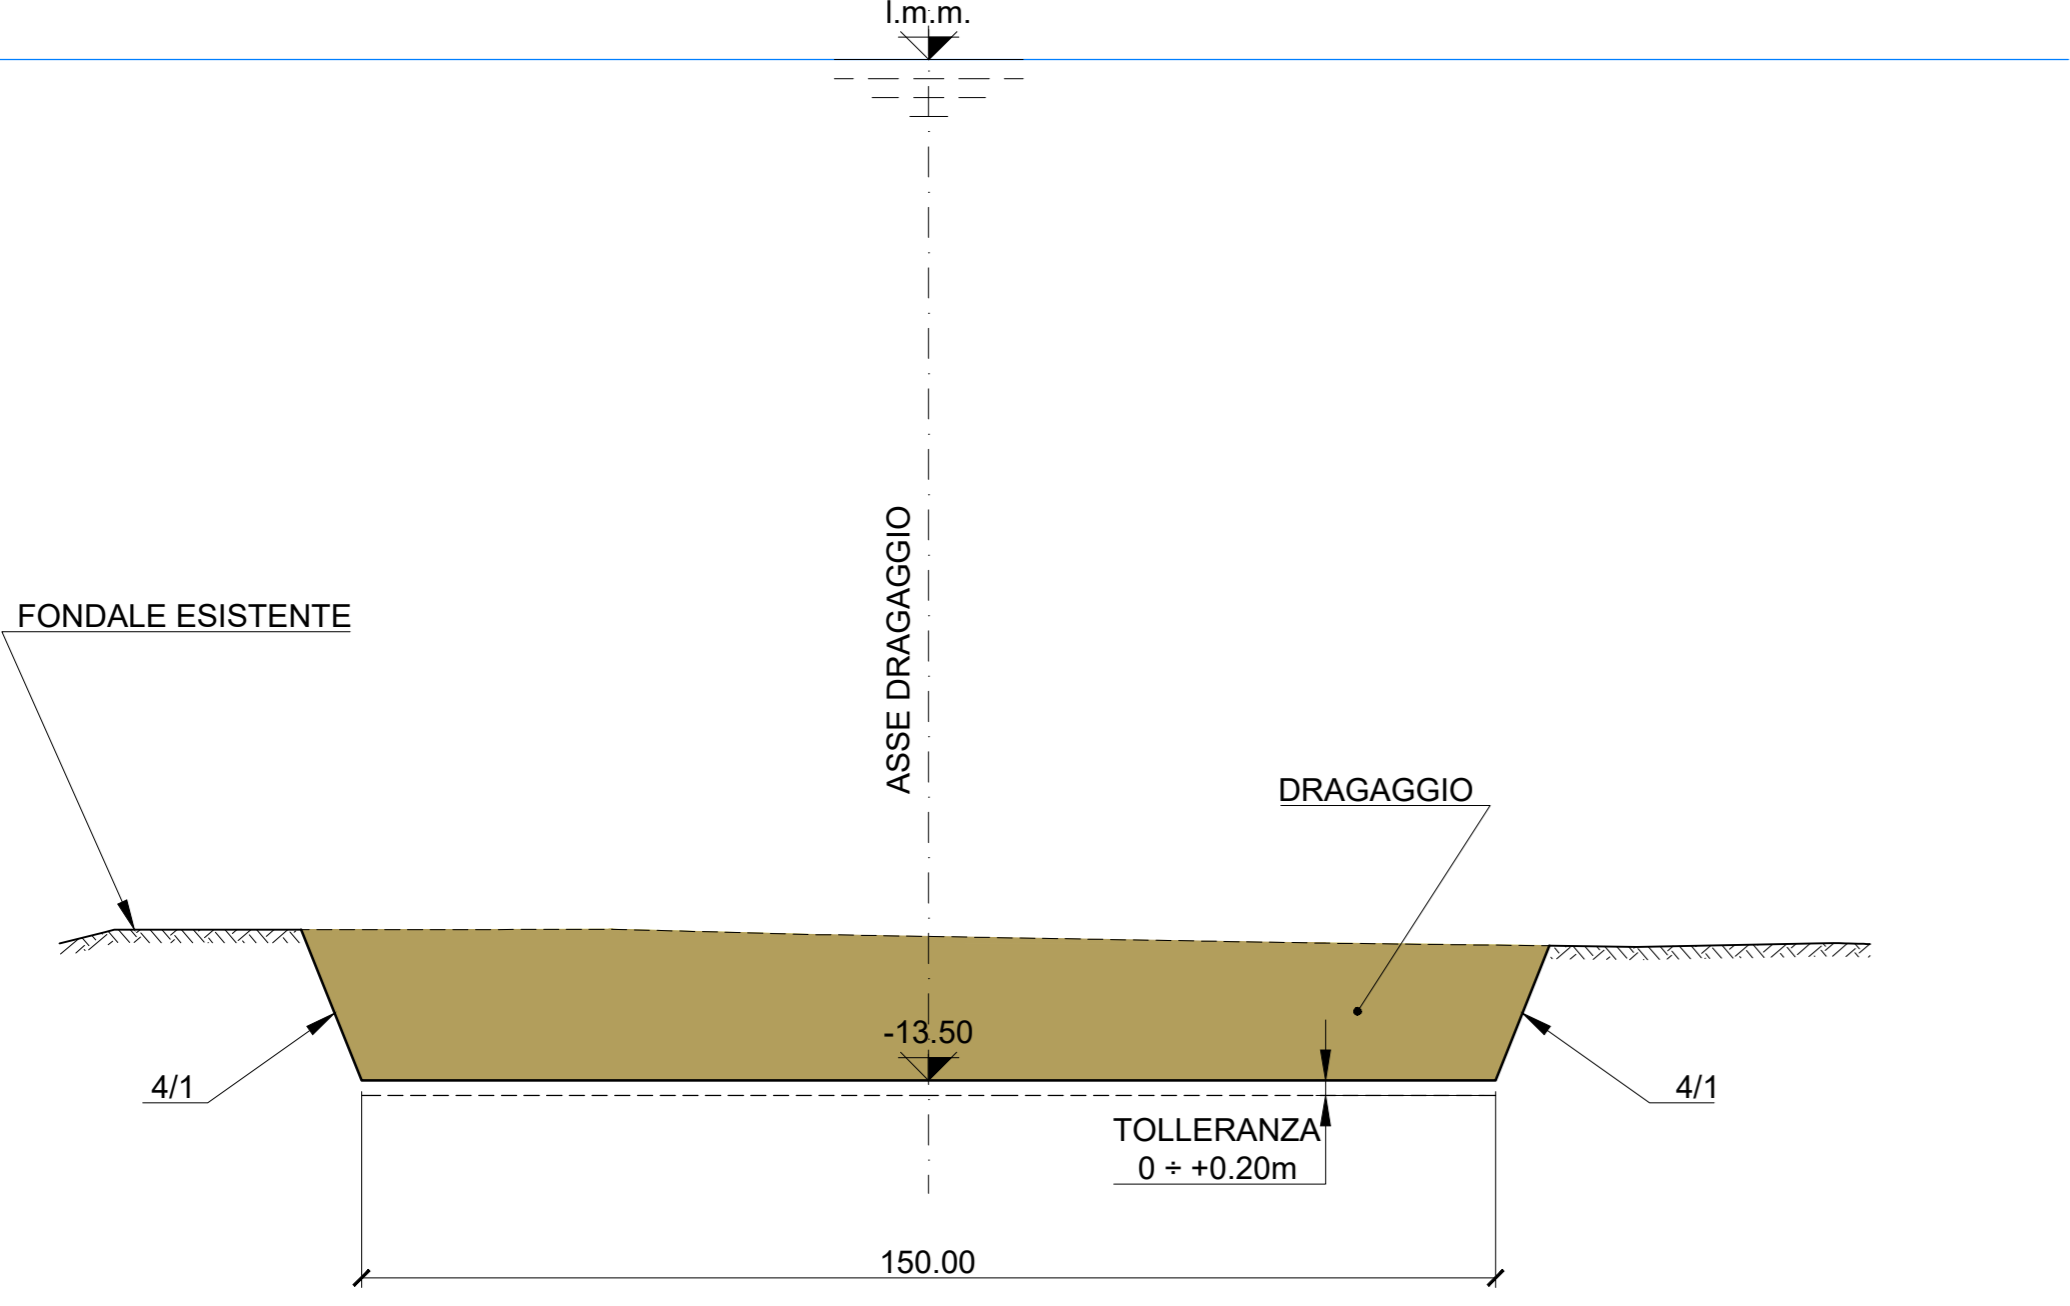 l.m.m.
ASSE DRAGAGGIO
FONDALE ESISTENTE
DRAGAGGIO
-13.50
4/1
4/1
TOLLERANZA
0 ÷ +0.20m
150.00